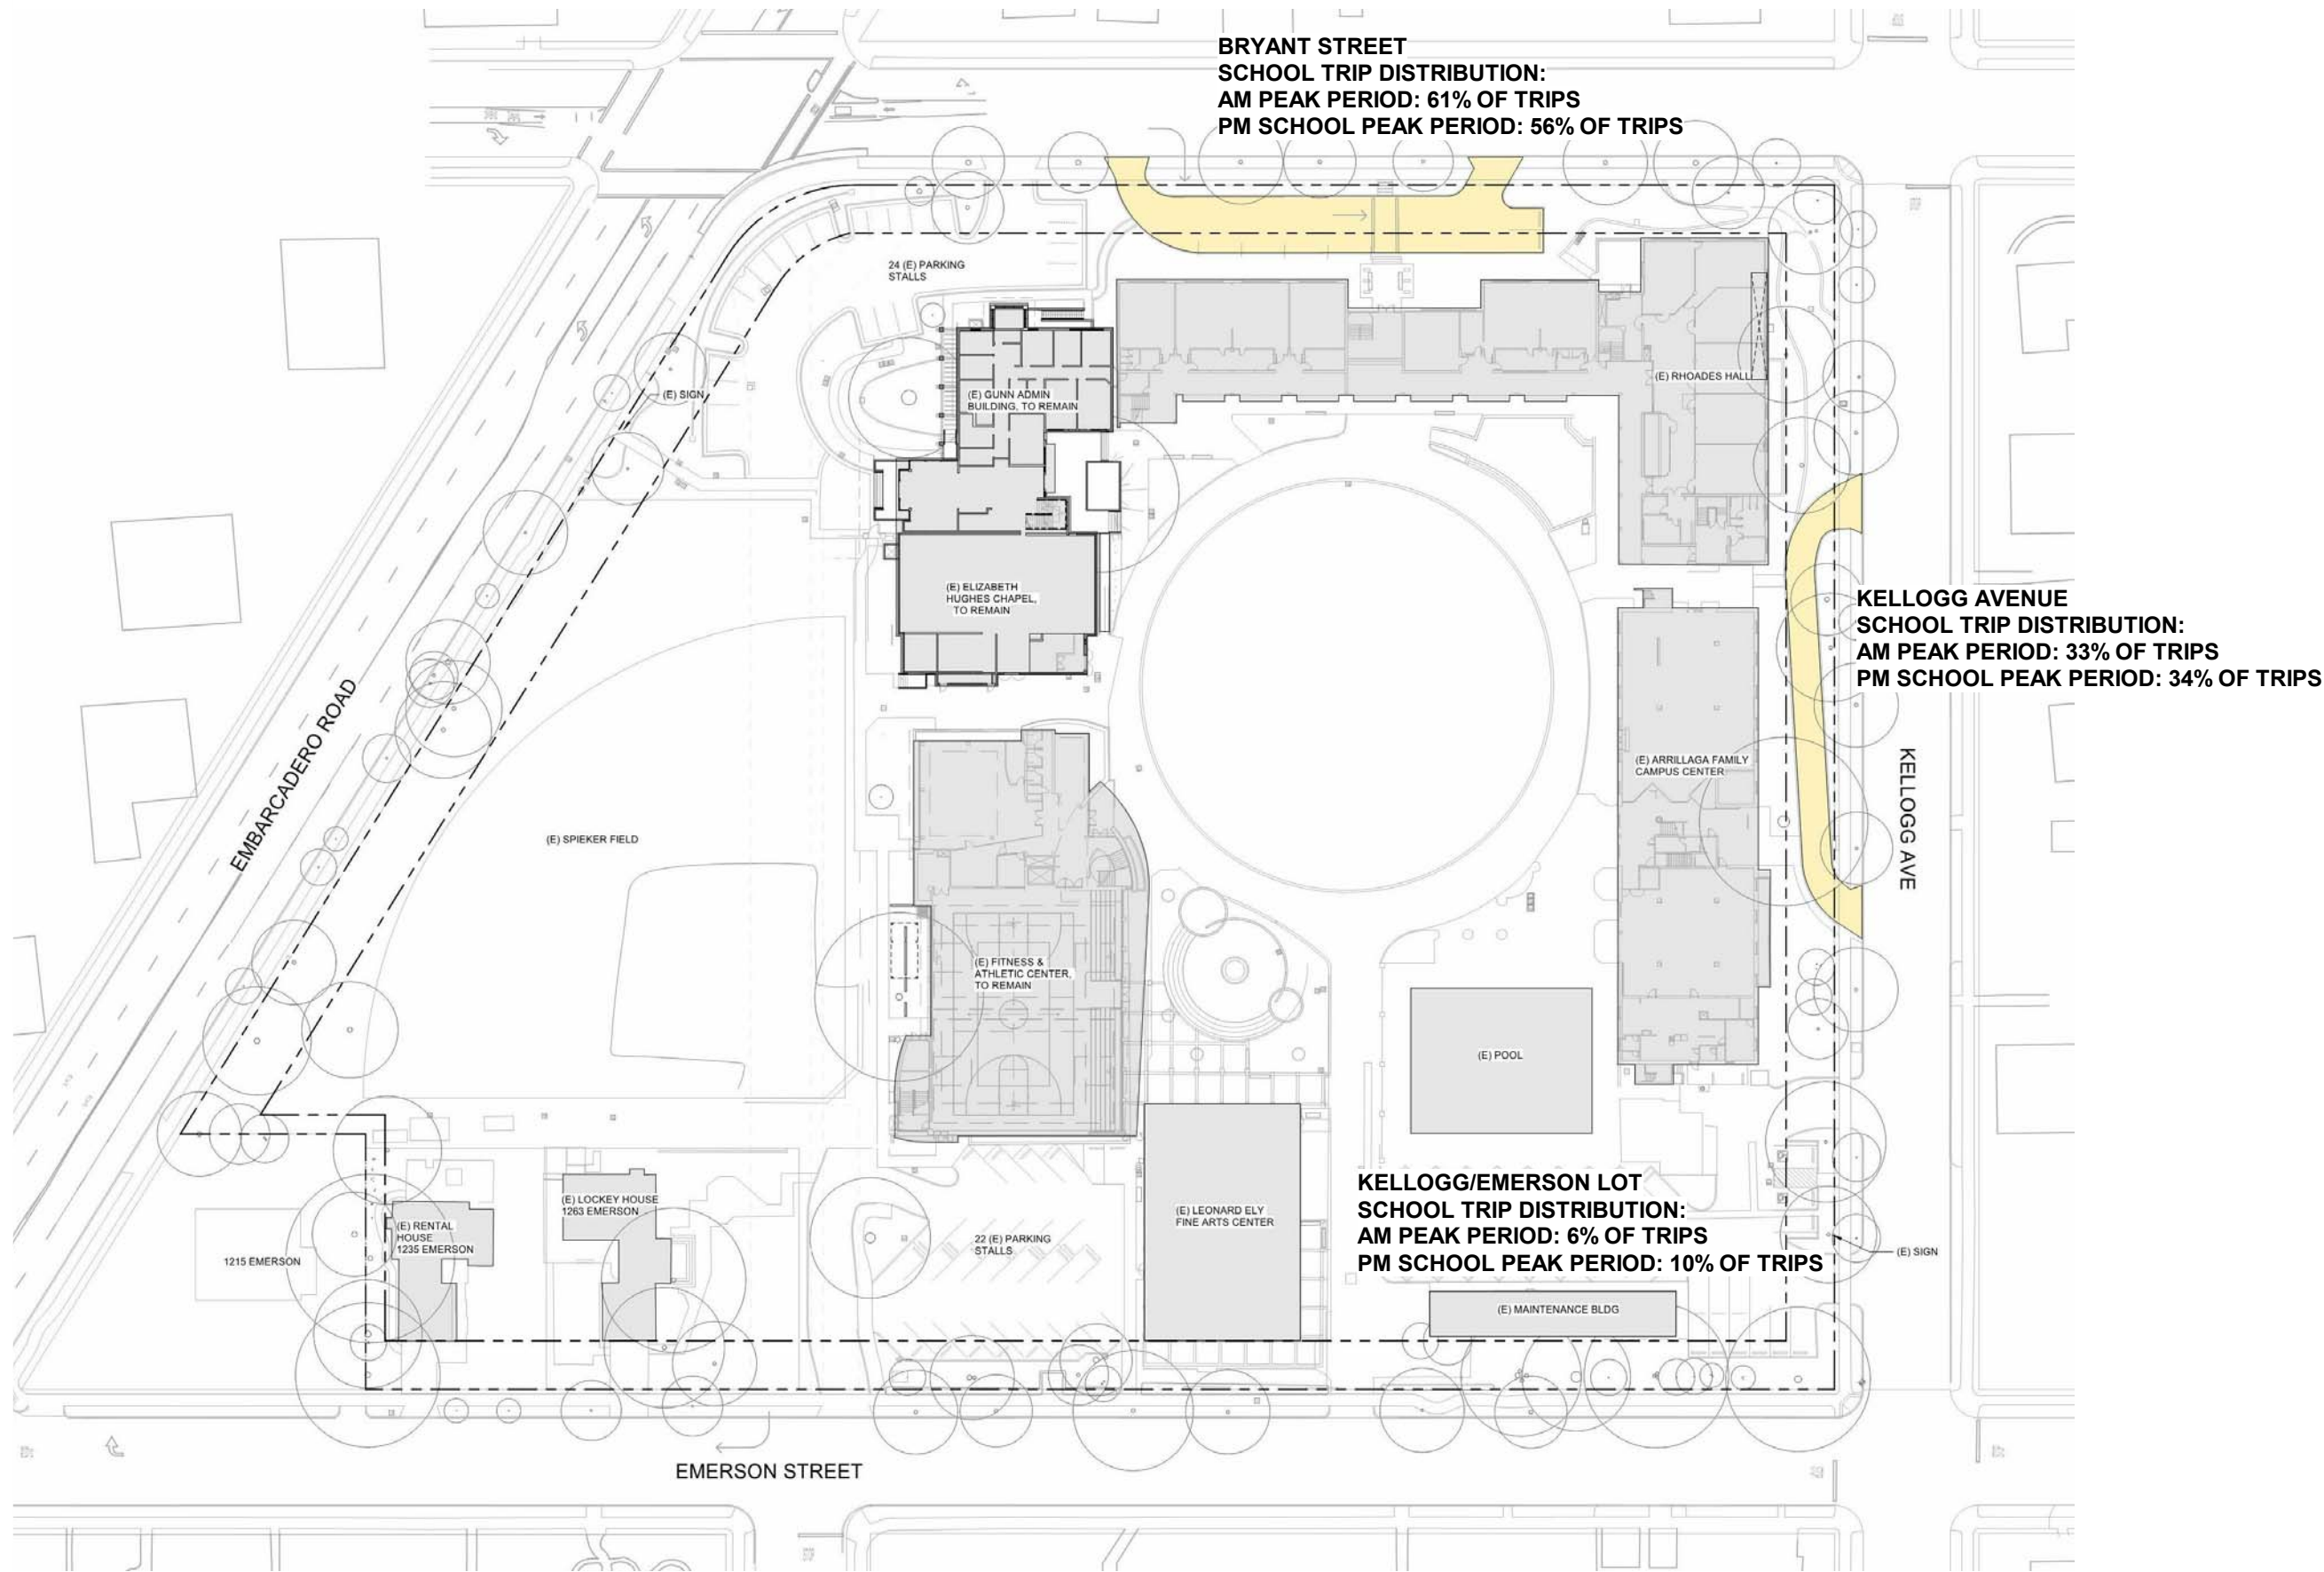 BRYANT STREET
SCHOOL TRIP DISTRIBUTION:
AM PEAK PERIOD: 61% OF TRIPS
PM SCHOOL PEAK PERIOD: 56% OF TRIPS
24 (E) PARKING
STALLS
(E) SIGN
(E) GUNN ADMIN
BUILDING, TO REMAIN
(E) RHOADES HALL
(E) ELIZABETH
HUGHES CHAPEL,
TO REMAIN
KELLOGG AVENUE
SCHOOL TRIP DISTRIBUTION:
AM PEAK PERIOD: 33% OF TRIPS
PM SCHOOL PEAK PERIOD: 34% OF TRIPS
EMBARCADERO ROAD
(E) SPIEKER FIELD
(E) ARRILLAGA FAMILY
CAMPUS CENTER
KELLOGG AVE
(E) FITNESS &
ATHLETIC CENTER,
TO REMAIN
(E) POOL
KELLOGG/EMERSON LOT
SCHOOL TRIP DISTRIBUTION:
AM PEAK PERIOD: 6% OF TRIPS
PM SCHOOL PEAK PERIOD: 10% OF TRIPS
(E) LOCKEY HOUSE
1263 EMERSON
(E) RENTAL
HOUSE
1235 EMERSON
1215 EMERSON
22 (E) PARKING
STALLS
(E) LEONARD ELY
FINE ARTS CENTER
(E) SIGN
(E) MAINTENANCE BLDG
EMERSON STREET